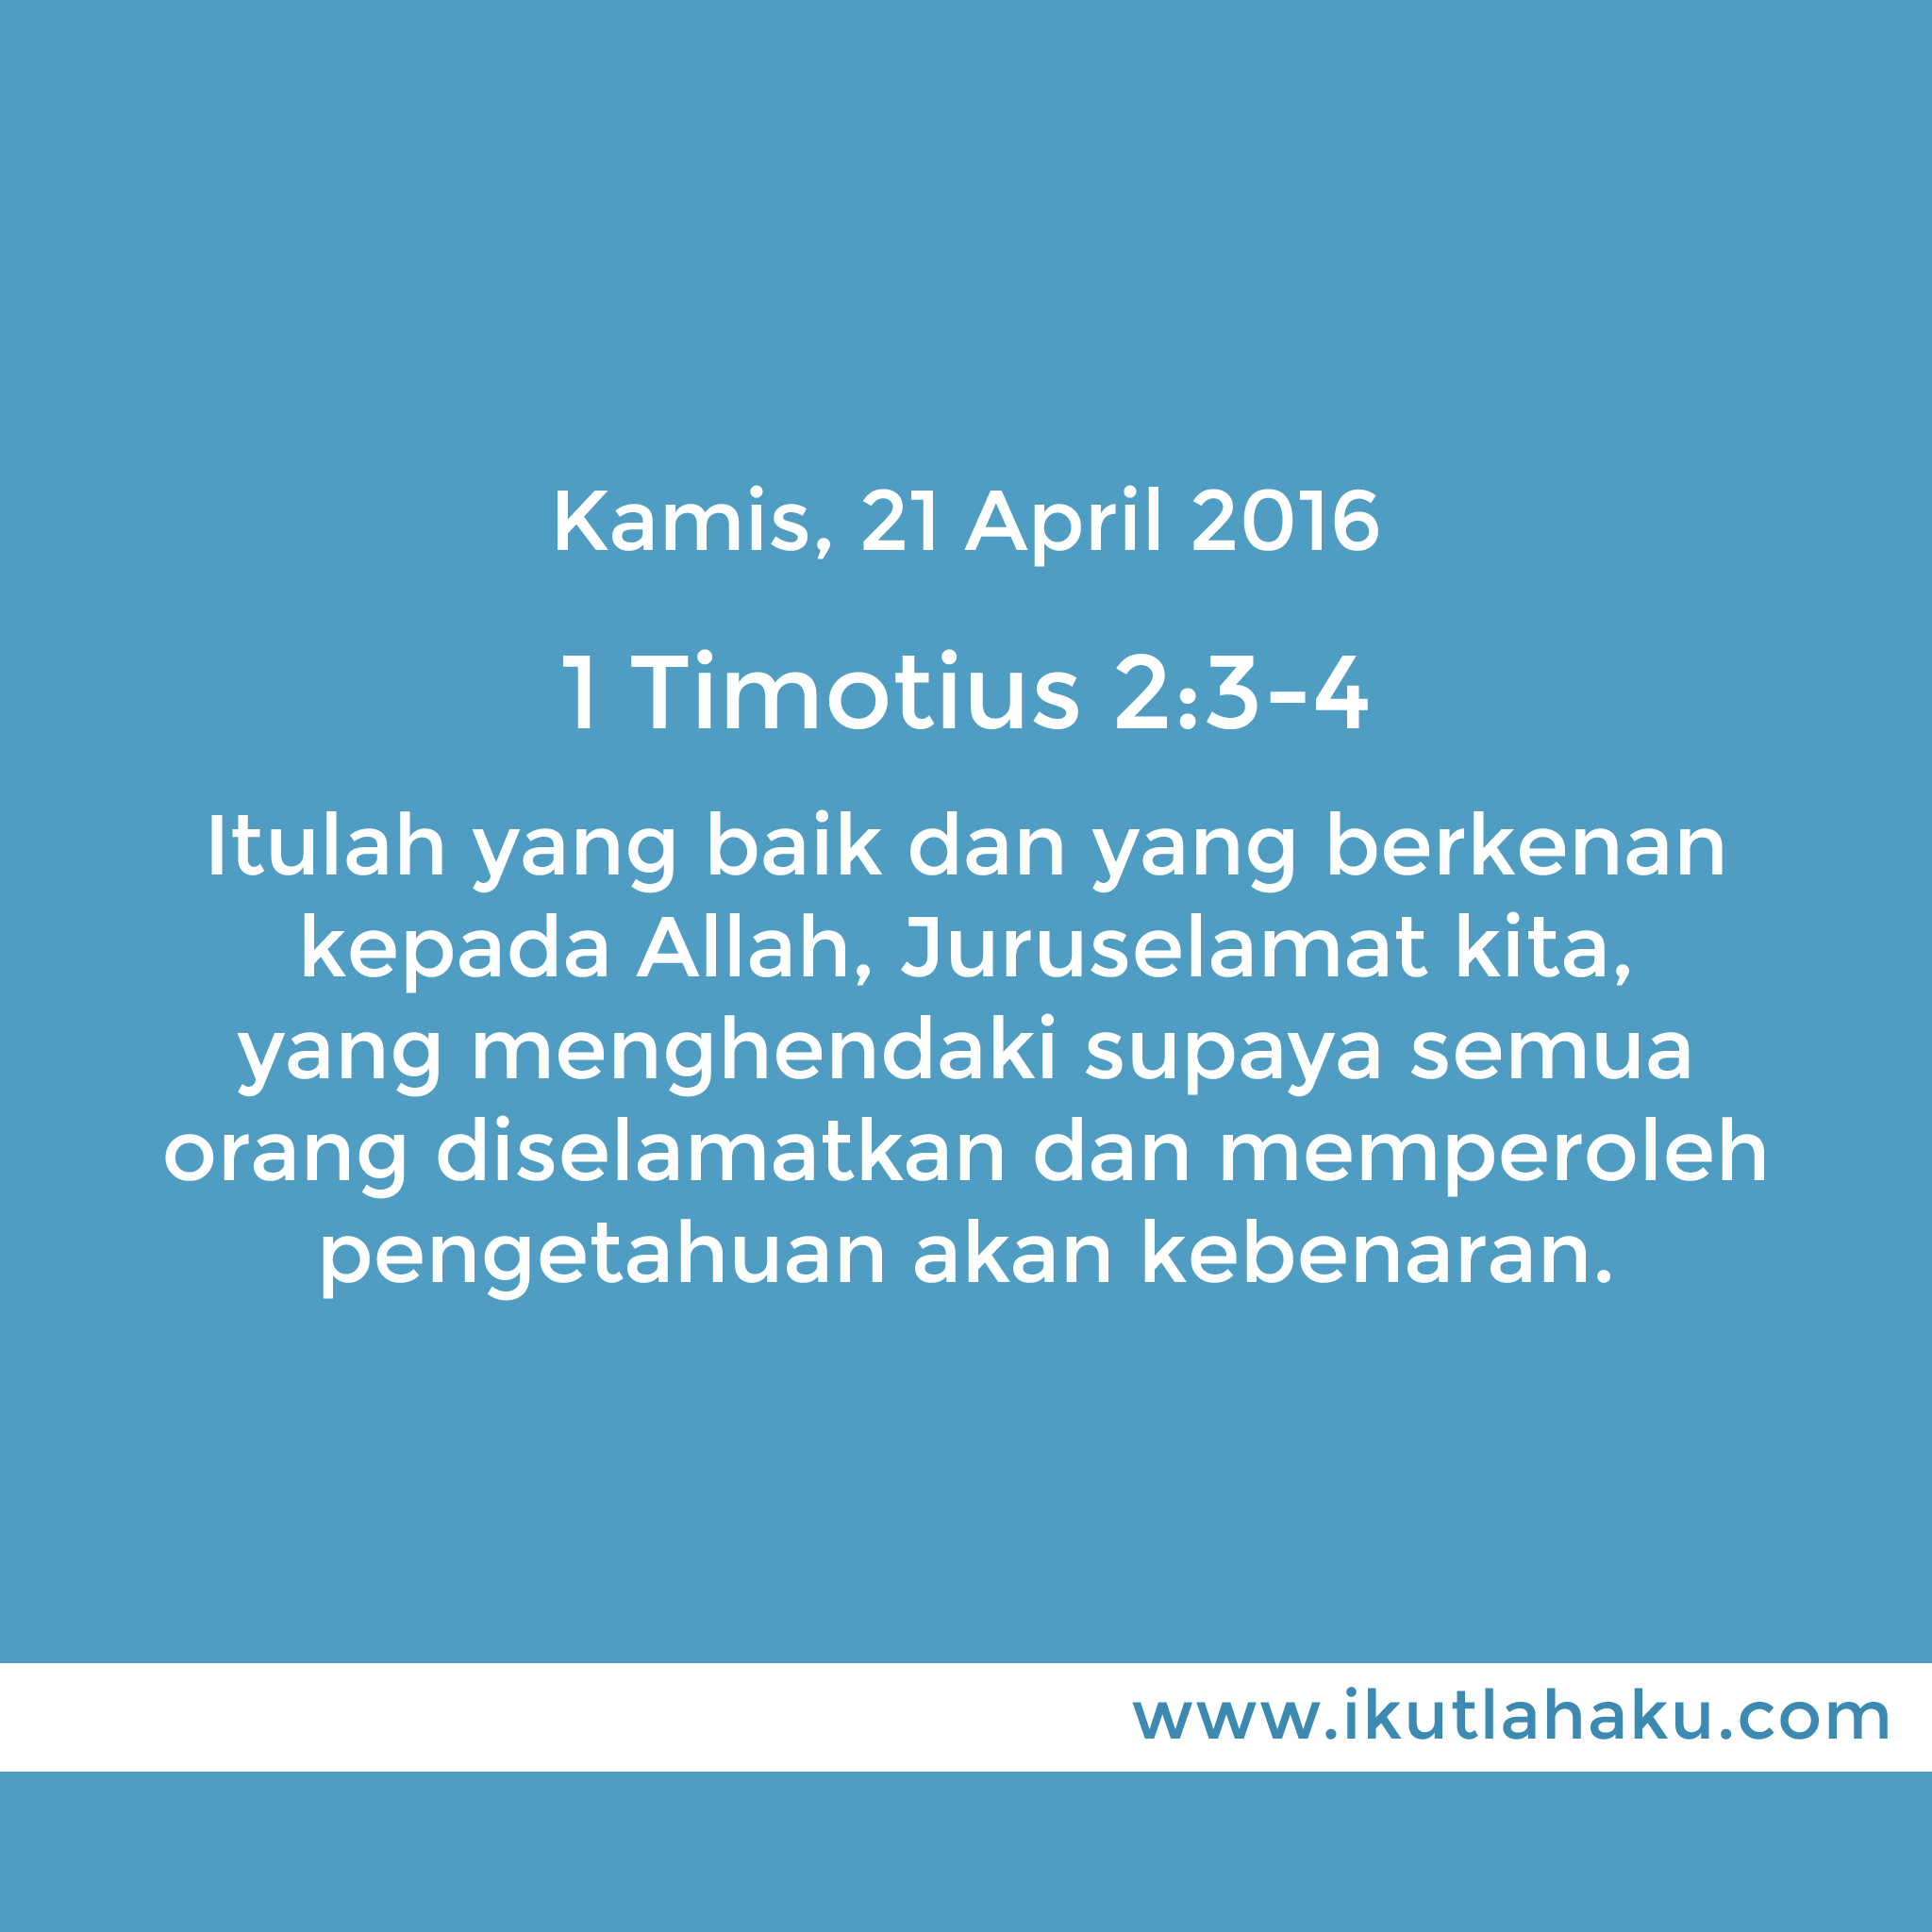 Kamis, 21 April 2016
1 Timotius 2:3-4
Itulah yang baik dan yang berkenan
kepada Allah, Juruselamat kita,
yang menghendaki supaya semua
orang diselamatkan dan memperoleh
pengetahuan akan kebenaran.
www.ikutlahaku.com